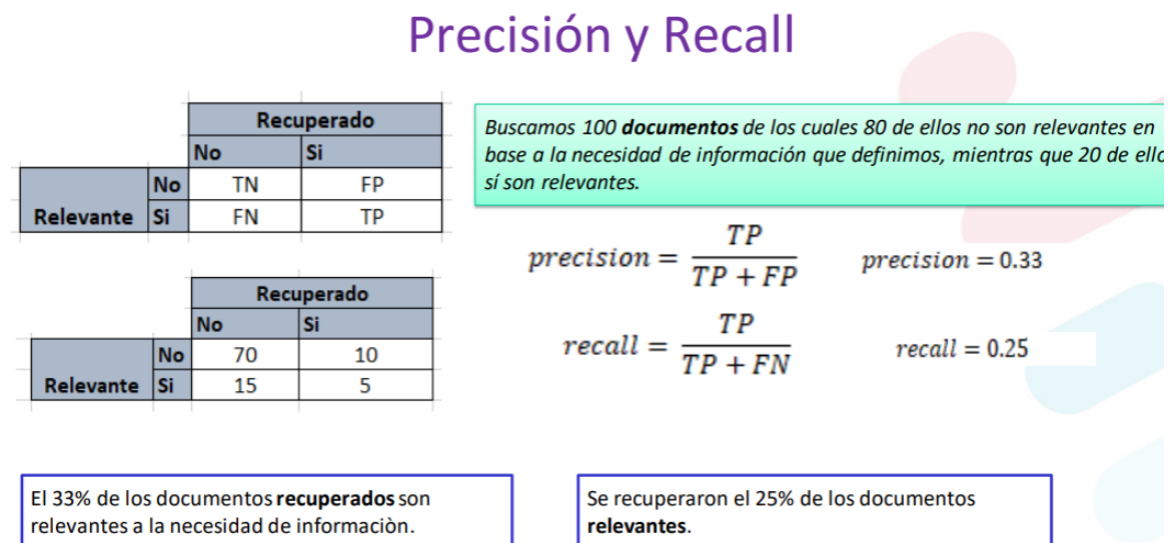 Precisión y Recall
Recuperado
No Si
No TN FP
Relevante Si FN TP
Buscamos 100 documentos de los cuales 80 de ellos no son relevantes en
base a la necesidad de información que definimos, mientras que 20 de ello
sí son relevantes.
precision = TP / (TP + FP) precision = 0.33
recall = TP / (TP + FN) recall = 0.25
Recuperado
No Si
No 70 10
Relevante Si 15 5
El 33% de los documentos recuperados son
relevantes a la necesidad de informaciòn.
Se recuperaron el 25% de los documentos
relevantes.